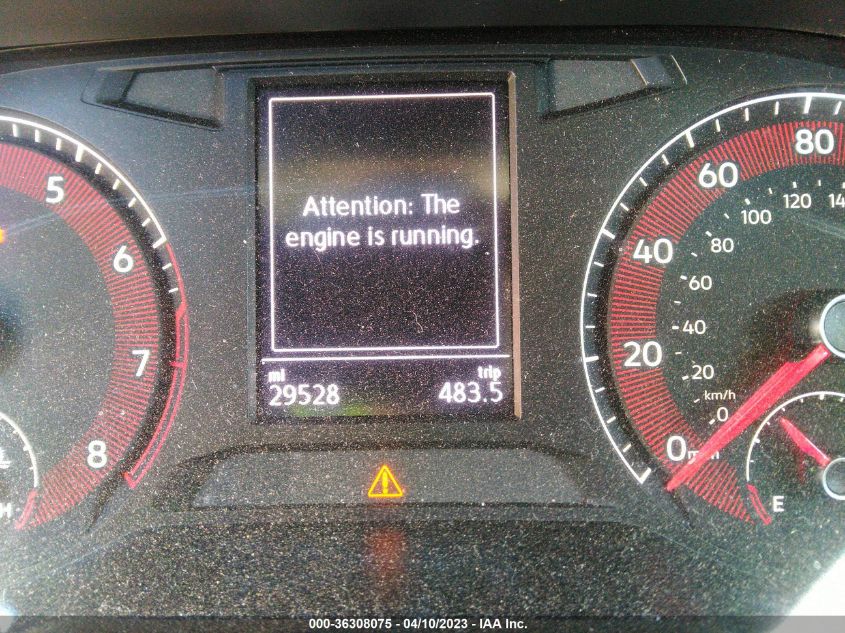 Attention: The
engine is running.
mi
29528
trip
483.5
5
6
7
8
H
80
60
40
20
0
120
100
80
60
40
20
km/h
0
E
000-36308075 - 04/10/2023 - IAA Inc.